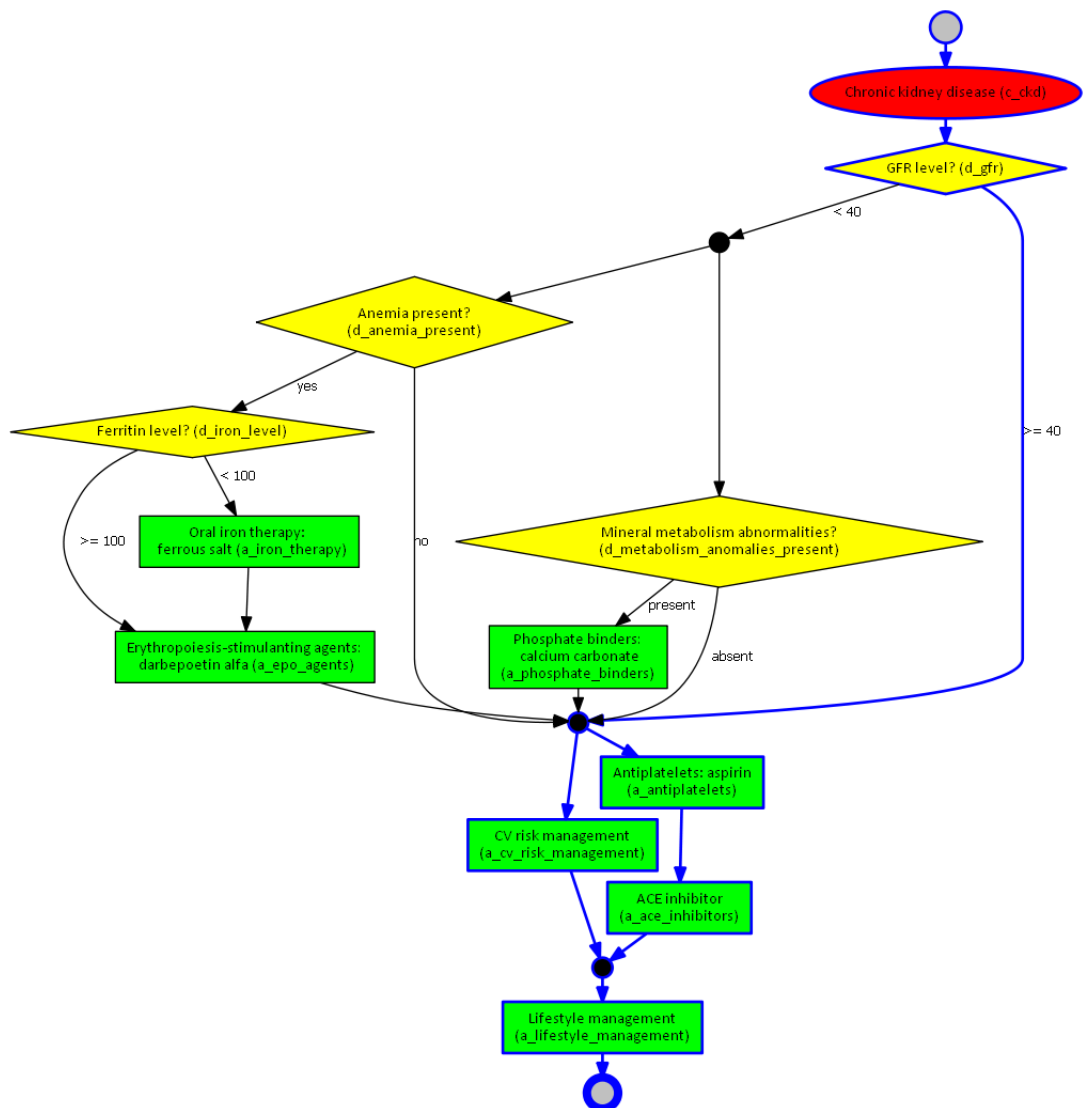 Chronic kidney disease (c_ckd)
GFR level? (d_gfr)
< 40
Anemia present?
(d_anemia_present)
yes
Ferritin level? (d_iron_level)
>= 40
< 100
Oral iron therapy:
ferrous salt (a_iron_therapy)
>= 100
no
Mineral metabolism abnormalities?
(d_metabolism_anomalies_present)
present
Phosphate binders:
calcium carbonate
(a_phosphate_binders)
absent
Erythropoiesis-stimulanting agents:
darbepoetin alfa (a_epo_agents)
Antiplatelets: aspirin
(a_antiplatelets)
CV risk management
(a_cv_risk_management)
ACE inhibitor
(a_ace_inhibitors)
Lifestyle management
(a_lifestyle_management)